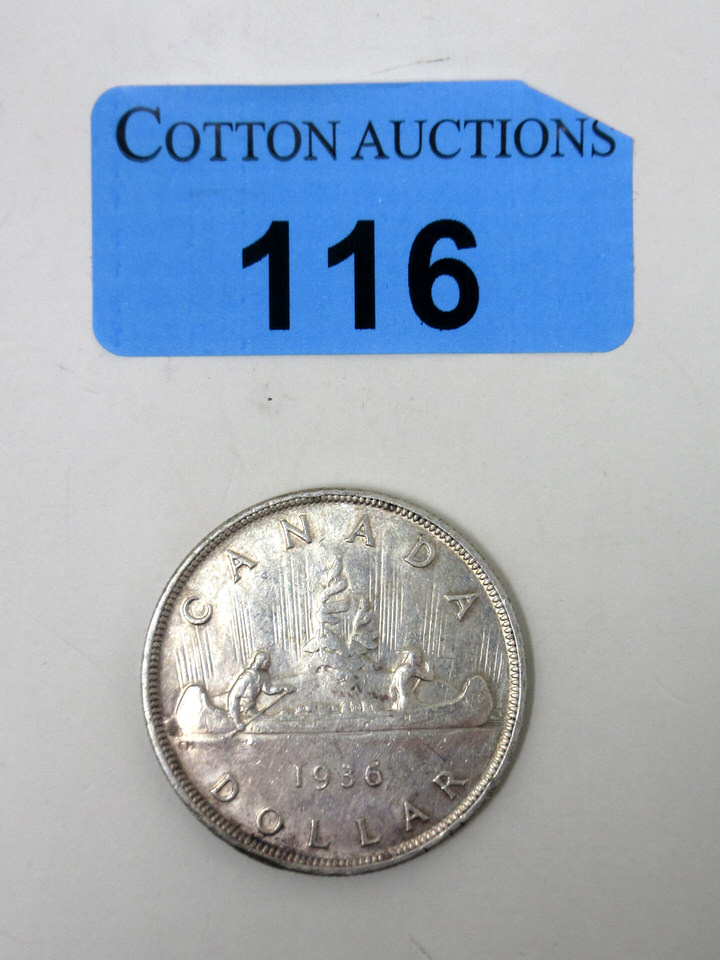 COTTON AUCTIONS
116
CANADA
1936
DOLLAR